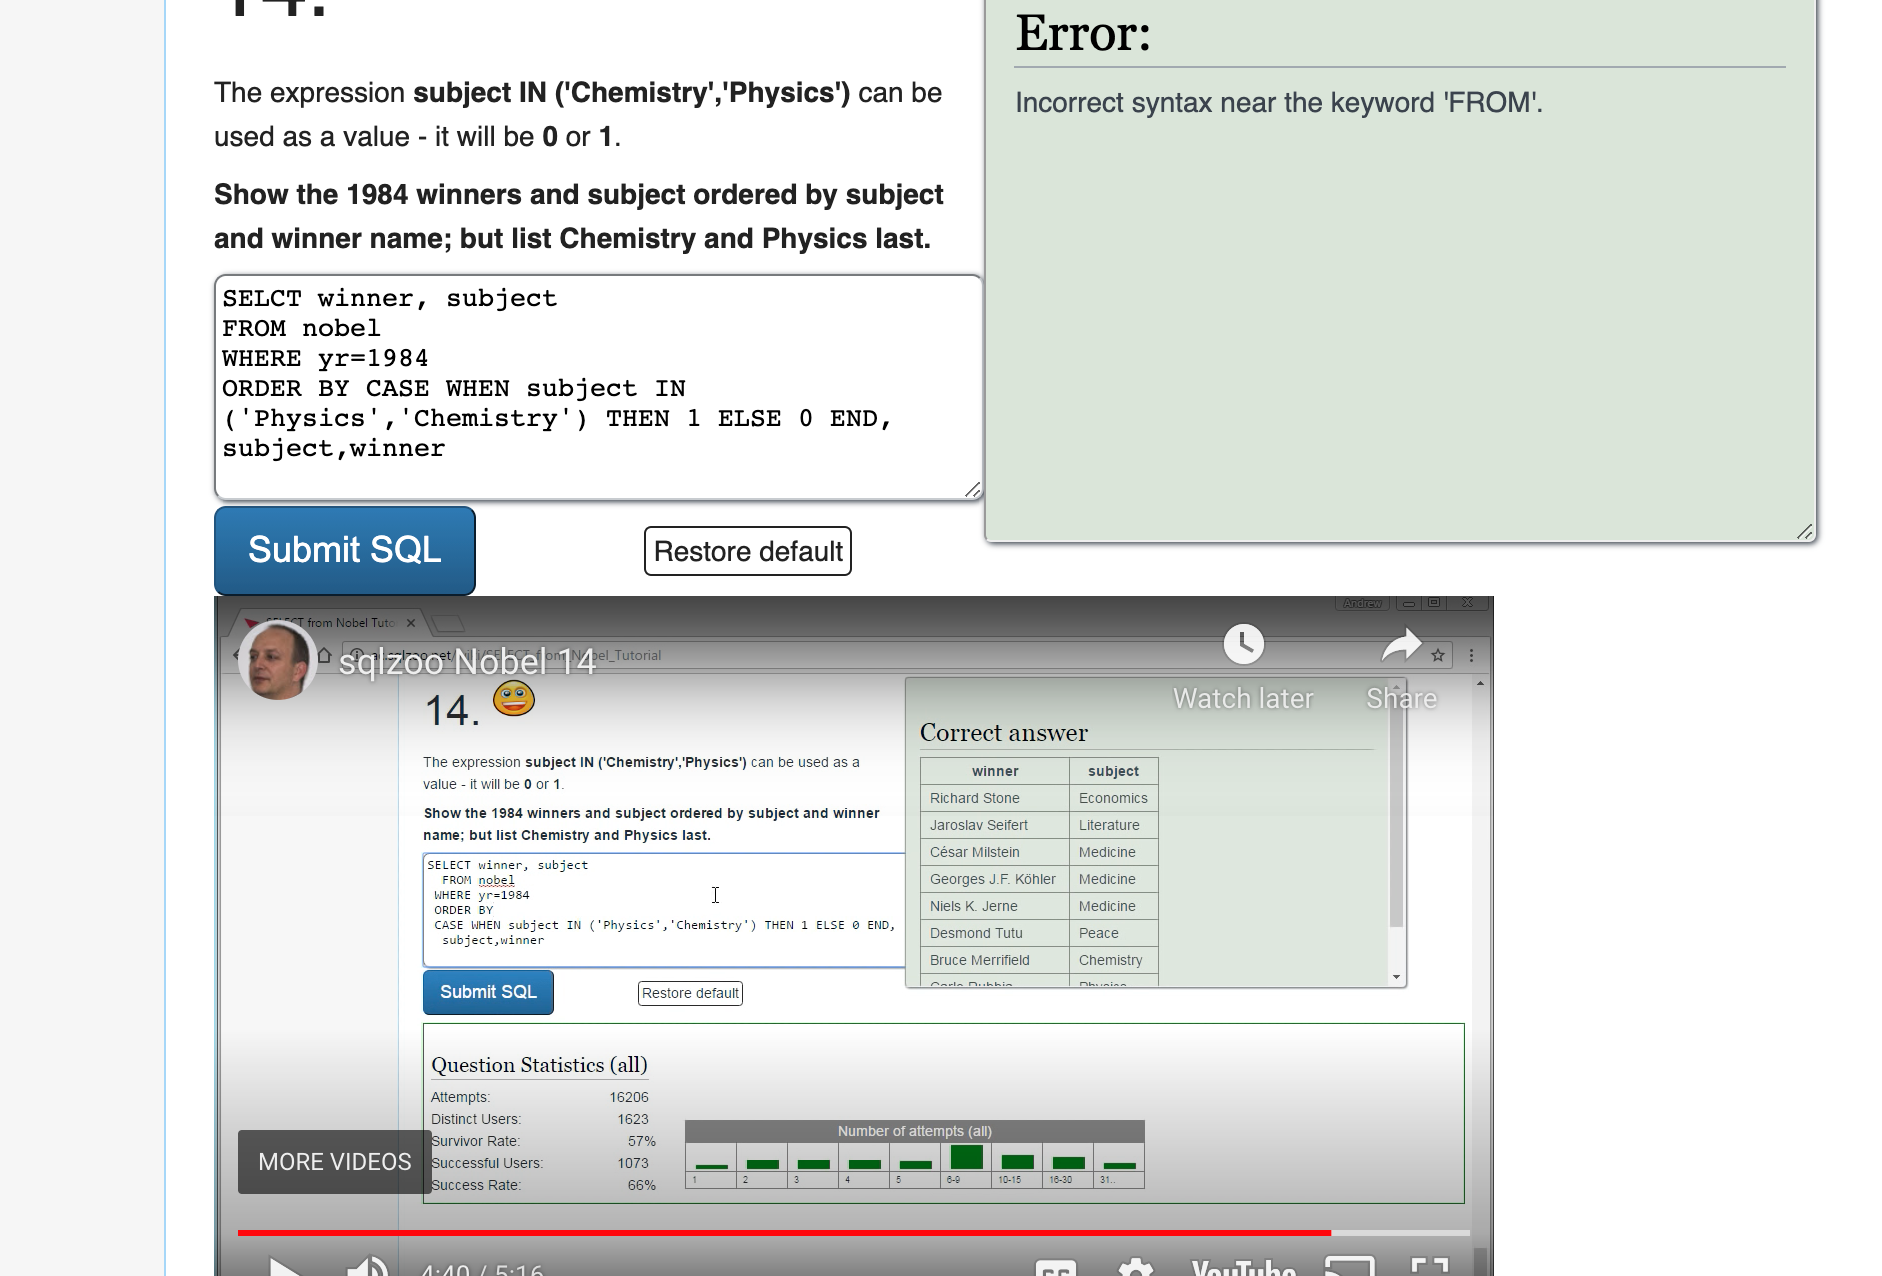 14.
The expression subject IN ('Chemistry','Physics') can be
used as a value - it will be 0 or 1.
Show the 1984 winners and subject ordered by subject
and winner name; but list Chemistry and Physics last.
SELCT winner, subject
FROM nobel
WHERE yr=1984
ORDER BY CASE WHEN subject IN
('Physics','Chemistry') THEN 1 ELSE 0 END,
subject,winner
Submit SQL
Restore default
Error:
Incorrect syntax near the keyword 'FROM'.
Andrew
SELECT from Nobel Tuto
sqlzoo Nobel 14
Watch later
Share
14.
The expression subject IN ('Chemistry','Physics') can be used as a
value - it will be 0 or 1.
Show the 1984 winners and subject ordered by subject and winner
name; but list Chemistry and Physics last.
SELECT winner, subject
FROM nobel
WHERE yr=1984
ORDER BY
CASE WHEN subject IN ('Physics','Chemistry') THEN 1 ELSE 0 END,
subject,winner
Submit SQL
Restore default
Correct answer
winner subject
Richard Stone Economics
Jaroslav Seifert Literature
César Milstein Medicine
Georges J.F. Köhler Medicine
Niels K. Jerne Medicine
Desmond Tutu Peace
Bruce Merrifield Chemistry
Carlo Rubbia Physics
Question Statistics (all)
Attempts: 16206
Distinct Users: 1623
Survivor Rate: 57%
Successful Users: 1073
Success Rate: 66%
Number of attempts (all)
1 2 3 4 5 6-9 10-15 16-30 31..
MORE VIDEOS
4:40 / 5:16
CC
YouTube